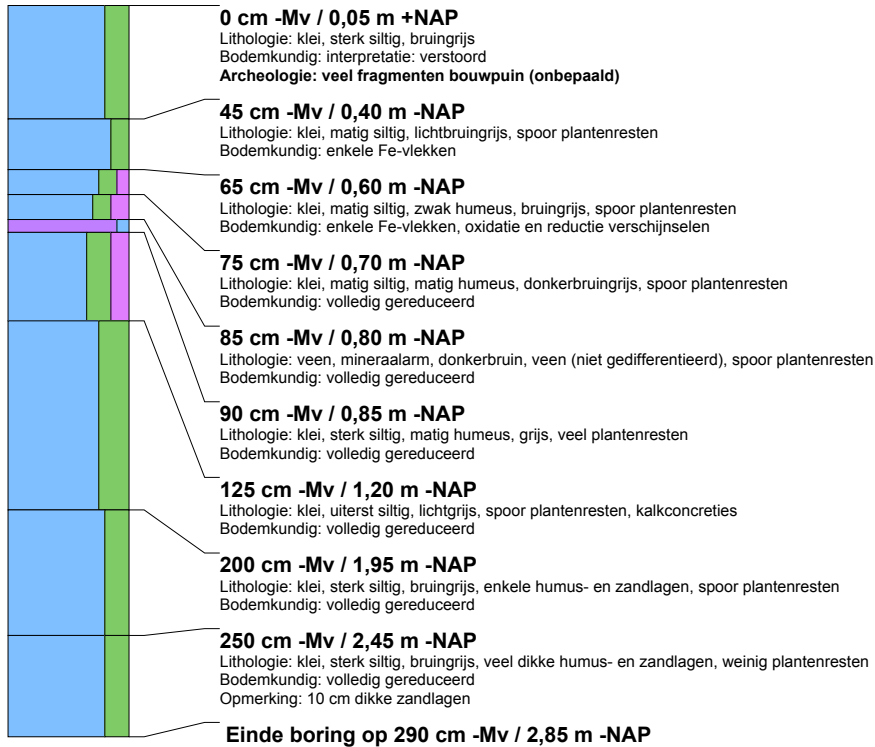 0 cm -Mv / 0,05 m +NAP
Lithologie: klei, sterk siltig, bruingrijs
Bodemkundig: interpretatie: verstoord
Archeologie: veel fragmenten bouwpuin (onbepaald)
45 cm -Mv / 0,40 m -NAP
Lithologie: klei, matig siltig, lichtbruingrijs, spoor plantenresten
Bodemkundig: enkele Fe-vlekken
65 cm -Mv / 0,60 m -NAP
Lithologie: klei, matig siltig, zwak humeus, bruingrijs, spoor plantenresten
Bodemkundig: enkele Fe-vlekken, oxidatie en reductie verschijnselen
75 cm -Mv / 0,70 m -NAP
Lithologie: klei, matig siltig, matig humeus, donkerbruingrijs, spoor plantenresten
Bodemkundig: volledig gereduceerd
85 cm -Mv / 0,80 m -NAP
Lithologie: veen, mineraalarm, donkerbruin, veen (niet gedifferentieerd), spoor plantenresten
Bodemkundig: volledig gereduceerd
90 cm -Mv / 0,85 m -NAP
Lithologie: klei, sterk siltig, matig humeus, grijs, veel plantenresten
Bodemkundig: volledig gereduceerd
125 cm -Mv / 1,20 m -NAP
Lithologie: klei, uiterst siltig, lichtgrijs, spoor plantenresten, kalkconcreties
Bodemkundig: volledig gereduceerd
200 cm -Mv / 1,95 m -NAP
Lithologie: klei, sterk siltig, bruingrijs, enkele humus- en zandlagen, spoor plantenresten
Bodemkundig: volledig gereduceerd
250 cm -Mv / 2,45 m -NAP
Lithologie: klei, sterk siltig, bruingrijs, veel dikke humus- en zandlagen, weinig plantenresten
Bodemkundig: volledig gereduceerd
Opmerking: 10 cm dikke zandlagen
Einde boring op 290 cm -Mv / 2,85 m -NAP